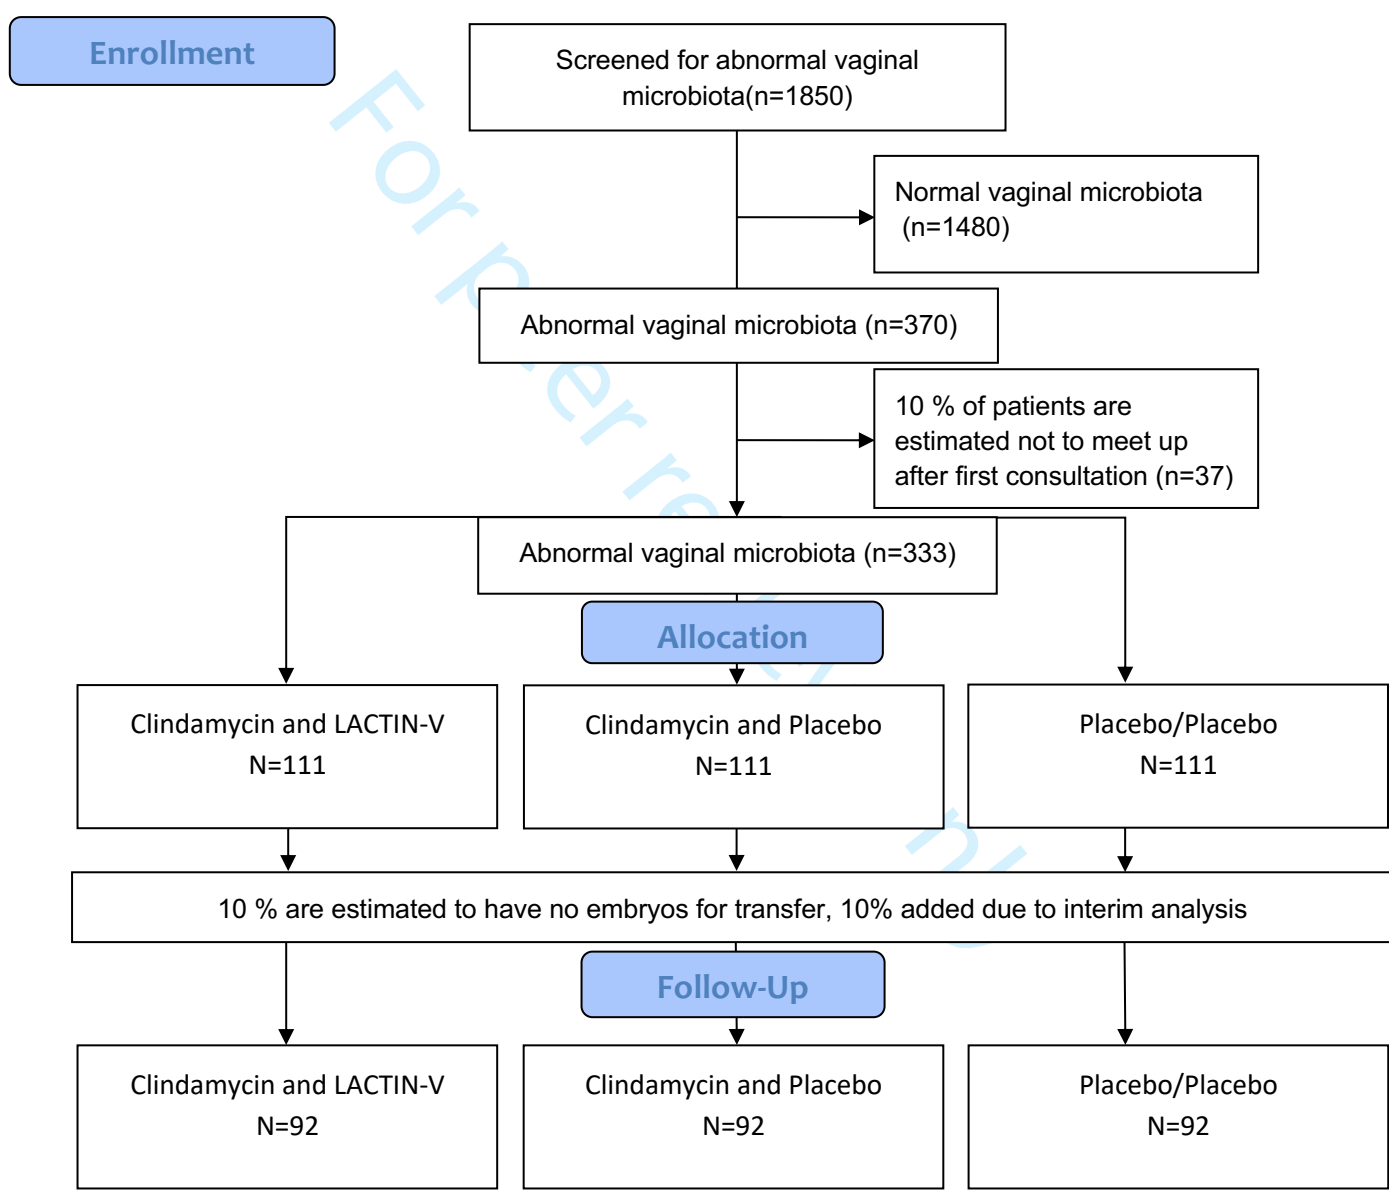 Enrollment
Screened for abnormal vaginal
microbiota(n=1850)
Normal vaginal microbiota
(n=1480)
Abnormal vaginal microbiota (n=370)
10 % of patients are
estimated not to meet up
after first consultation (n=37)
Abnormal vaginal microbiota (n=333)
Allocation
Clindamycin and LACTIN-V
N=111
Clindamycin and Placebo
N=111
Placebo/Placebo
N=111
10 % are estimated to have no embryos for transfer, 10% added due to interim analysis
Follow-Up
Clindamycin and LACTIN-V
N=92
Clindamycin and Placebo
N=92
Placebo/Placebo
N=92
For peer